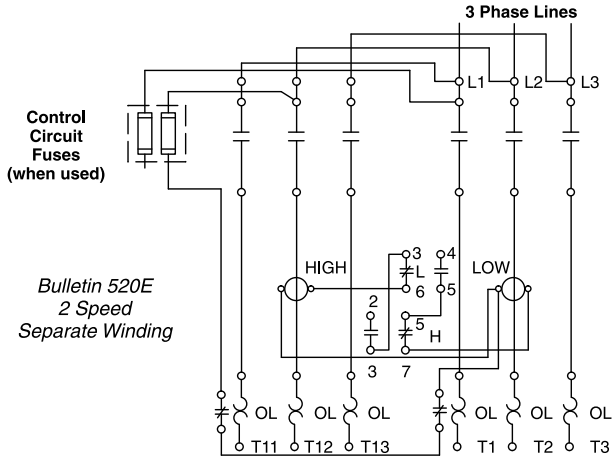 3 Phase Lines
L1
L2
L3
Control
Circuit
Fuses
(when used)
HIGH
3
4
L
LOW
6
5
Bulletin 520E
2 Speed
Separate Winding
2
5
H
3
7
OL
OL
OL
OL
OL
OL
T11
T12
T13
T1
T2
T3